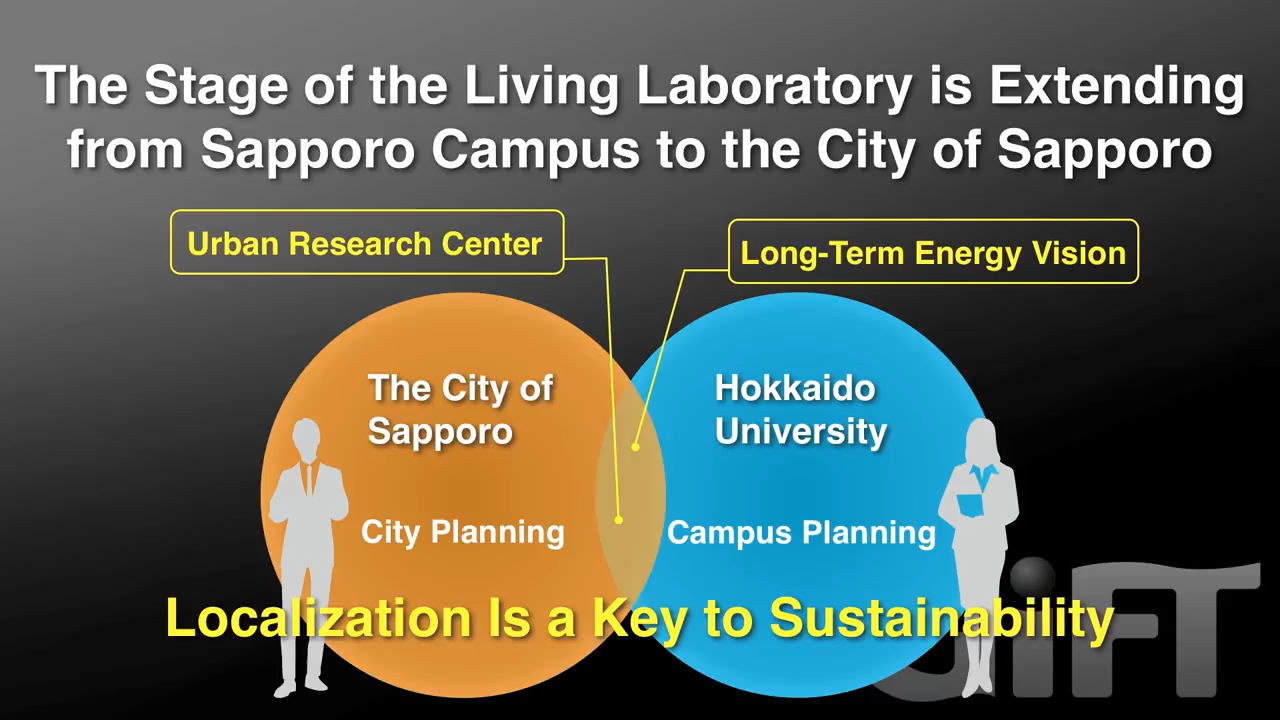 The Stage of the Living Laboratory is Extending
from Sapporo Campus to the City of Sapporo
Urban Research Center
Long-Term Energy Vision
The City of
Sapporo
Hokkaido
University
City Planning
Campus Planning
Localization Is a Key to Sustainability
GiFT